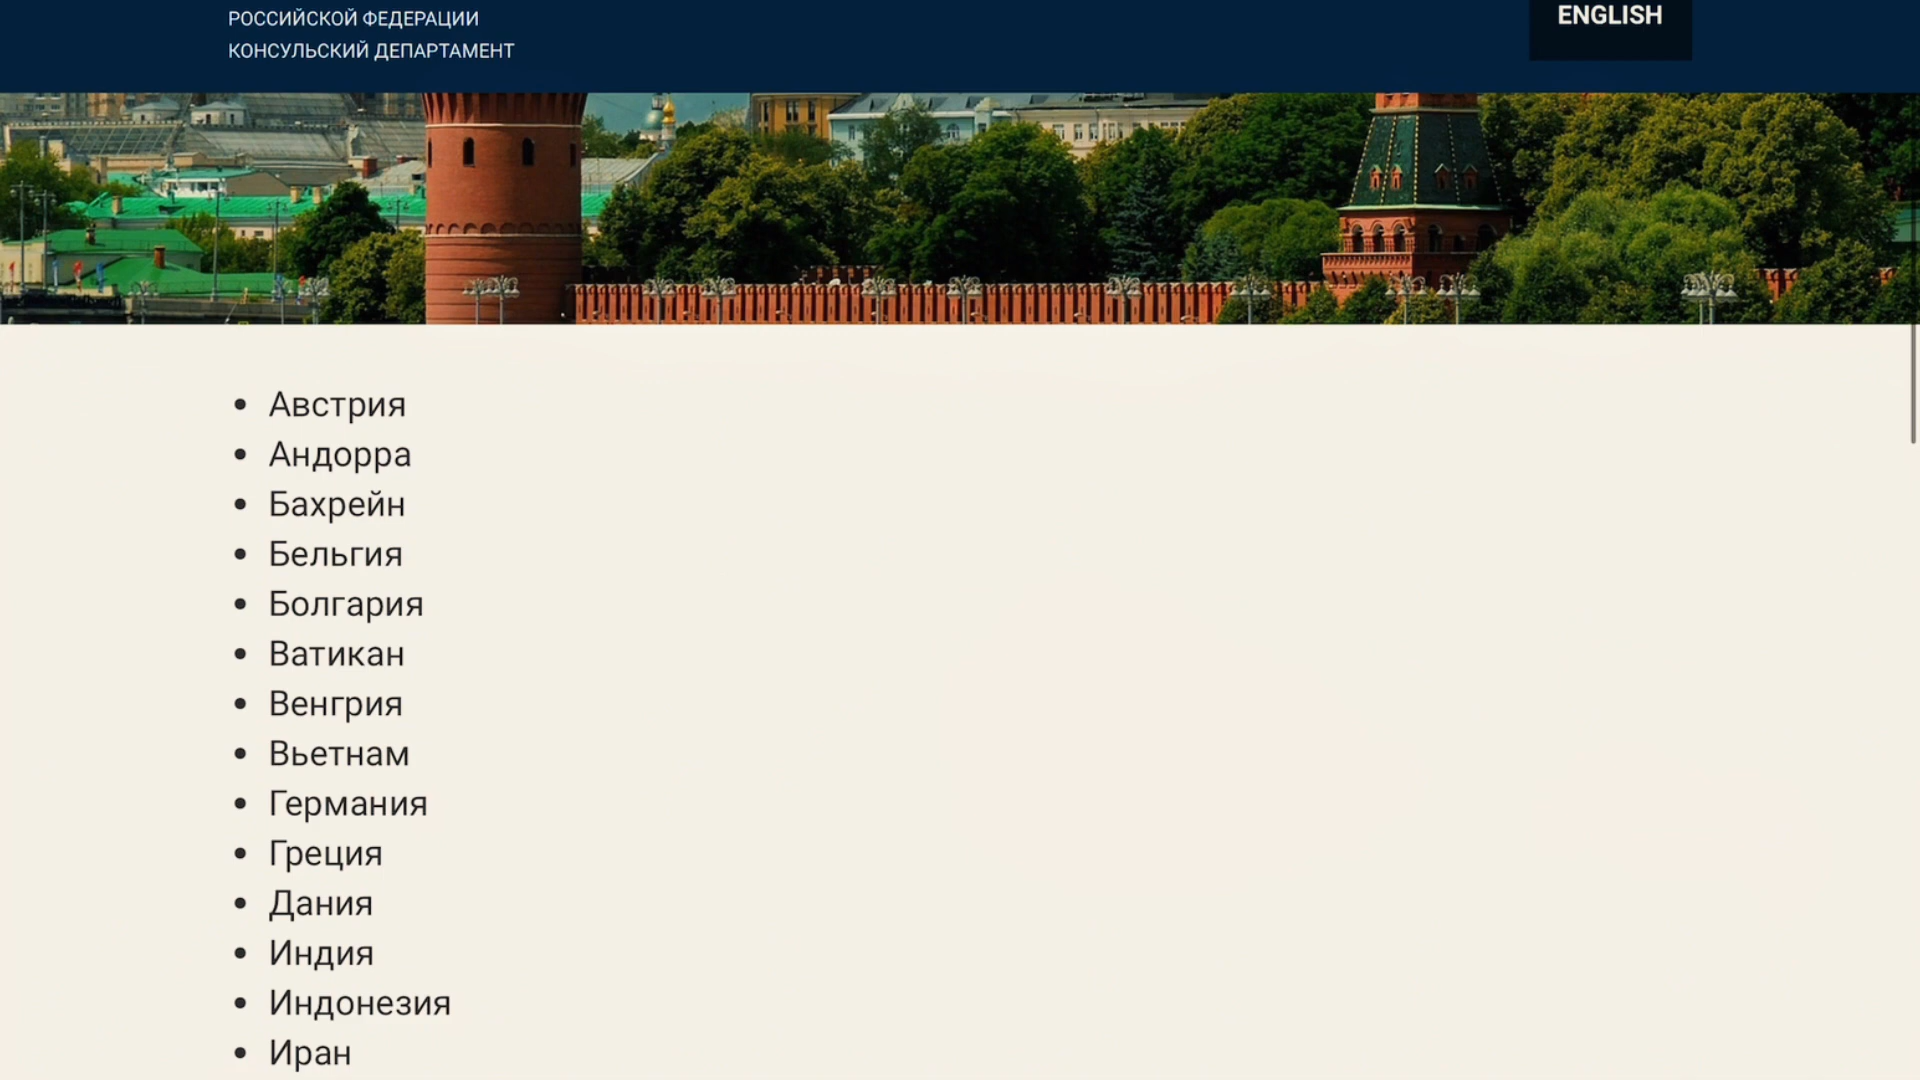 РОССИЙСКОЙ ФЕДЕРАЦИИ
КОНСУЛЬСКИЙ ДЕПАРТАМЕНТ
ENGLISH
Австрия
Андорра
Бахрейн
Бельгия
Болгария
Ватикан
Венгрия
Вьетнам
Германия
Греция
Дания
Индия
Индонезия
Иран